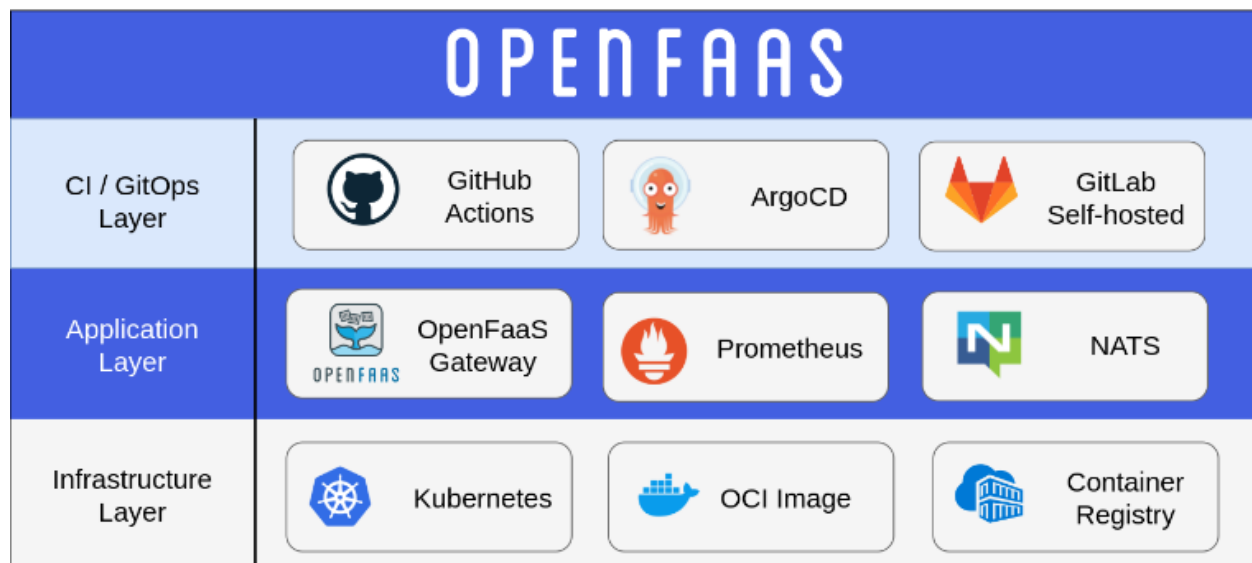 OPENFAAS
CI / GitOps
Layer
GitHub
Actions
ArgoCD
GitLab
Self-hosted
Application
Layer
OPENFAAS
OpenFaaS
Gateway
Prometheus
N
NATS
Infrastructure
Layer
Kubernetes
OCI Image
Container
Registry